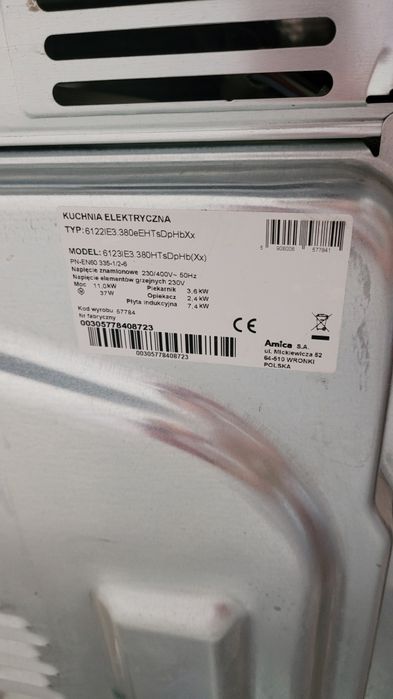 KUCHNIA ELEKTRYCZNA
TYP: 6122IE3.380eEHTsDpHbXx
MODEL: 6123IE3.380HTsDpHb(Xx)
PN-EN60 335-1/2-6
Napięcie znamionowe 230/400V~ 50Hz
Napięcie elementów grzejnych 230V
Moc 11,0kW Piekarnik 3,6 kW
37W Opiekacz 2,4 kW
Płyta indukcyjna 7,4 kW
Kod wyrobu 57784
Nr fabryczny
00305778408723
00305778408723
5 906006 577841
CE
Amica S.A.
ul. Mickiewicza 52
64-510 WRONKI
POLSKA